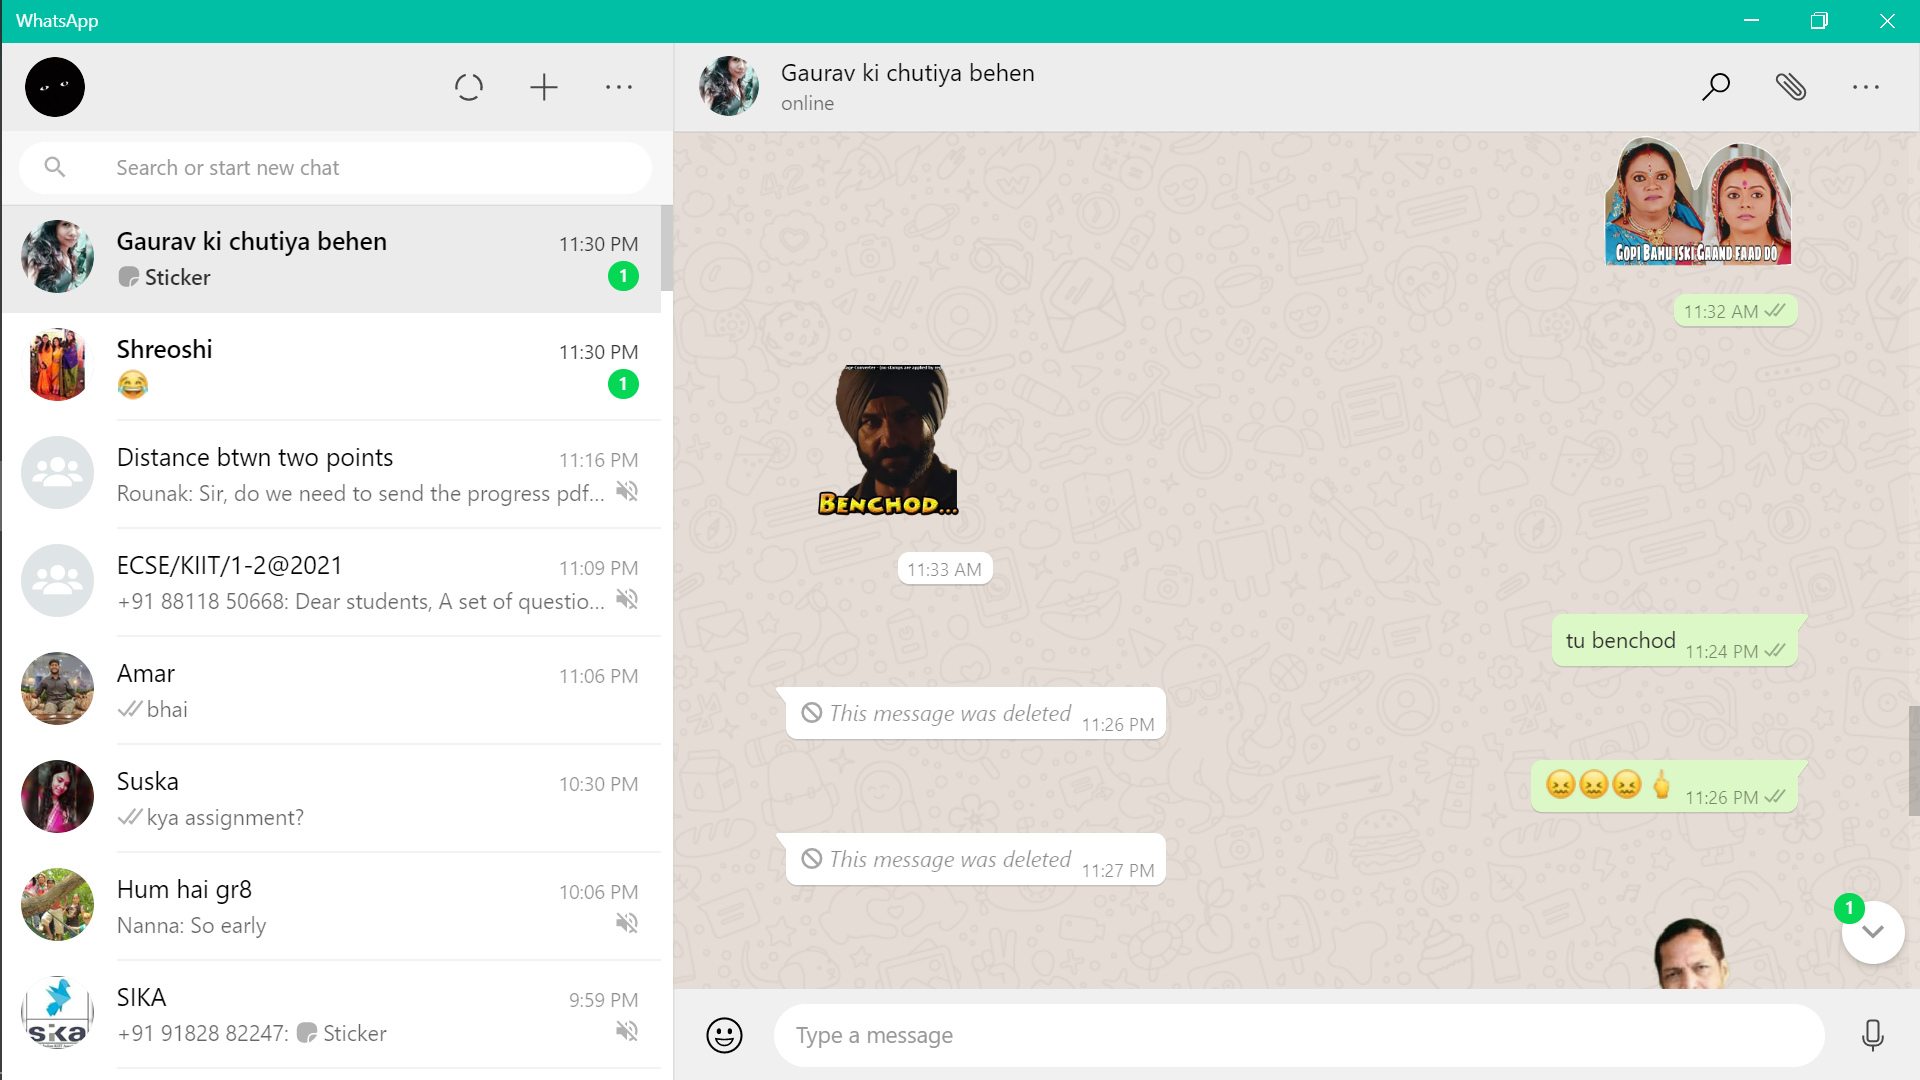 WhatsApp
Search or start new chat
Gaurav ki chutiya behen
11:30 PM
Sticker
1
Shreoshi
11:30 PM
😂
1
Distance btwn two points
11:16 PM
Rounak: Sir, do we need to send the progress pdf...
ECSE/KIIT/1-2@2021
11:09 PM
+91 88118 50668: Dear students, A set of questio...
Amar
11:06 PM
bhai
Suska
10:30 PM
kya assignment?
Hum hai gr8
10:06 PM
Nanna: So early
SIKA
9:59 PM
+91 91828 82247: Sticker
sika
Gaurav ki chutiya behen
online
GOPI BAHU ISKI GAAND FAAD DO
11:32 AM
BENCHOD...
11:33 AM
tu benchod
11:24 PM
This message was deleted
11:26 PM
😖😖😖🖕
11:26 PM
This message was deleted
11:27 PM
1
Type a message